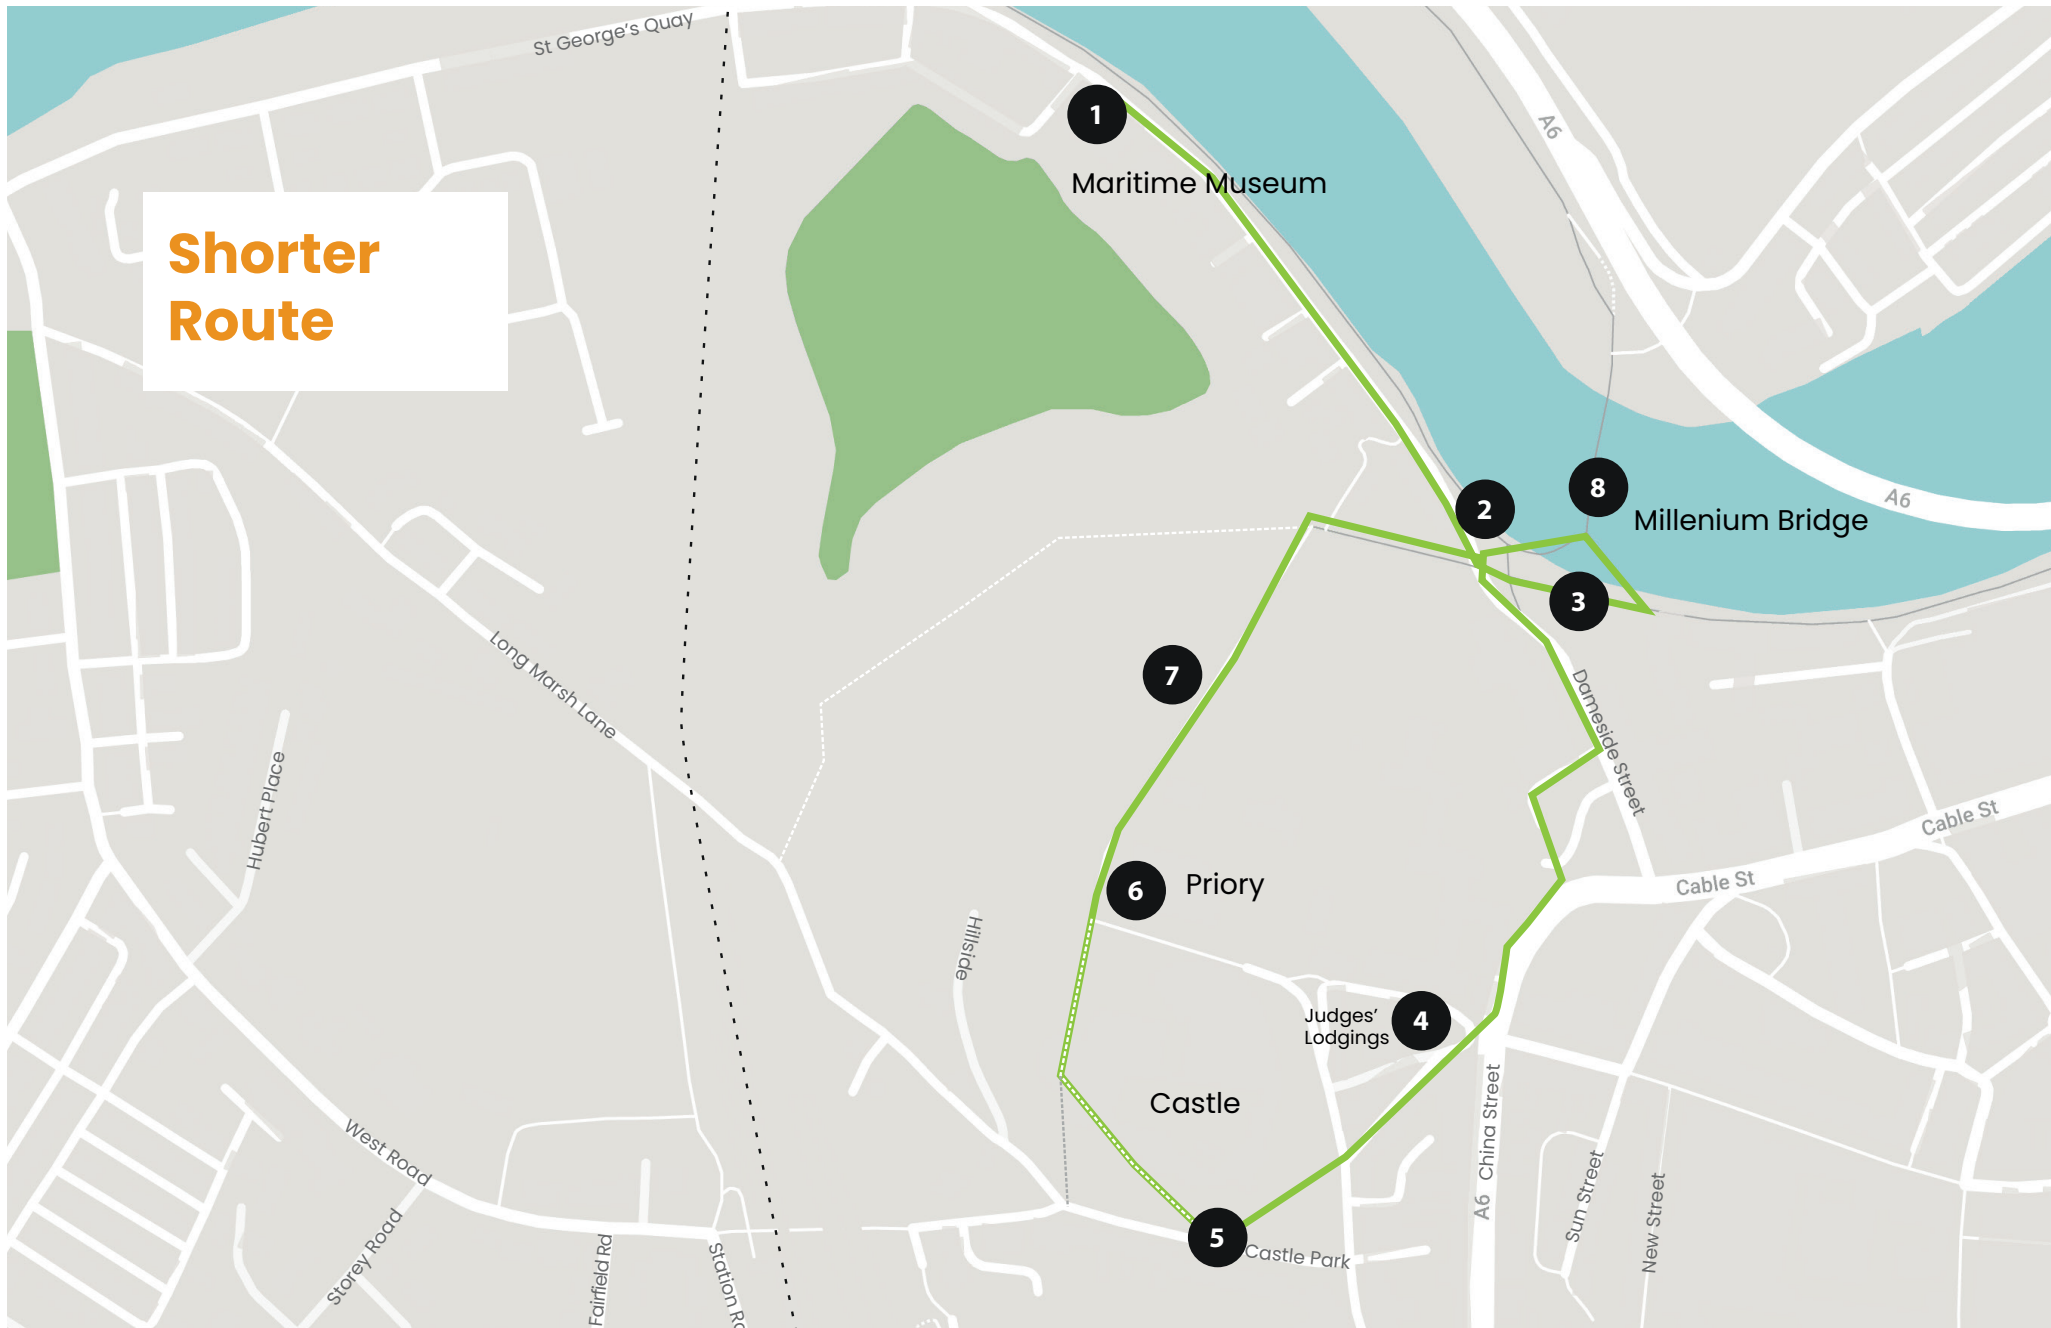 St George's Quay
1
A6
Maritime Museum
Shorter
Route
8
2
A6
Millenium Bridge
3
Long Marsh Lane
7
Dameside Street
Hubert Place
Cable St
Cable St
6
Priory
Hillside
Judges'
Lodgings
4
Castle
China Street
A6
West Road
Sun Street
New Street
Storey Road
Fairfield Rd
Station Ro
5
Castle Park